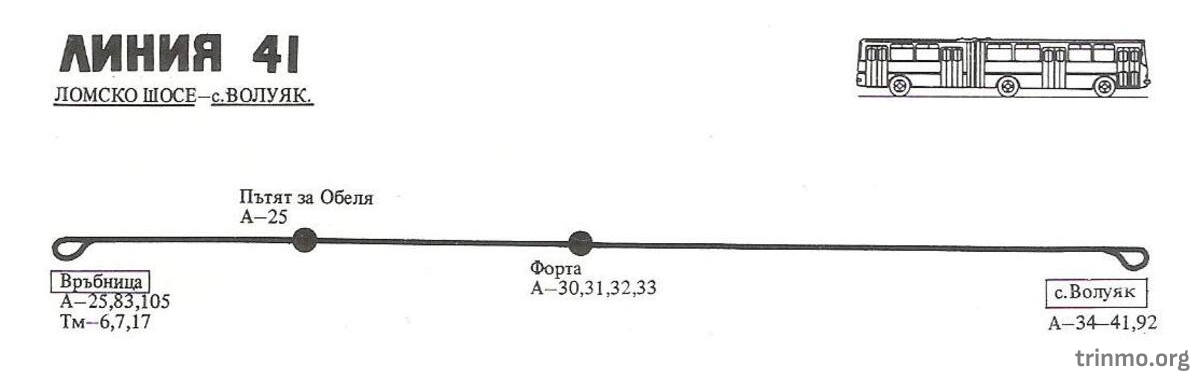 ЛИНИЯ 41
ЛОМСКО ШОСЕ–с.ВОЛУЯК.
Пътят за Обеля
А–25
Връбница
А–25,83,105
Тм–6,7,17
Форта
А–30,31,32,33
с.Волуяк
А–34–41,92
trinmo.org